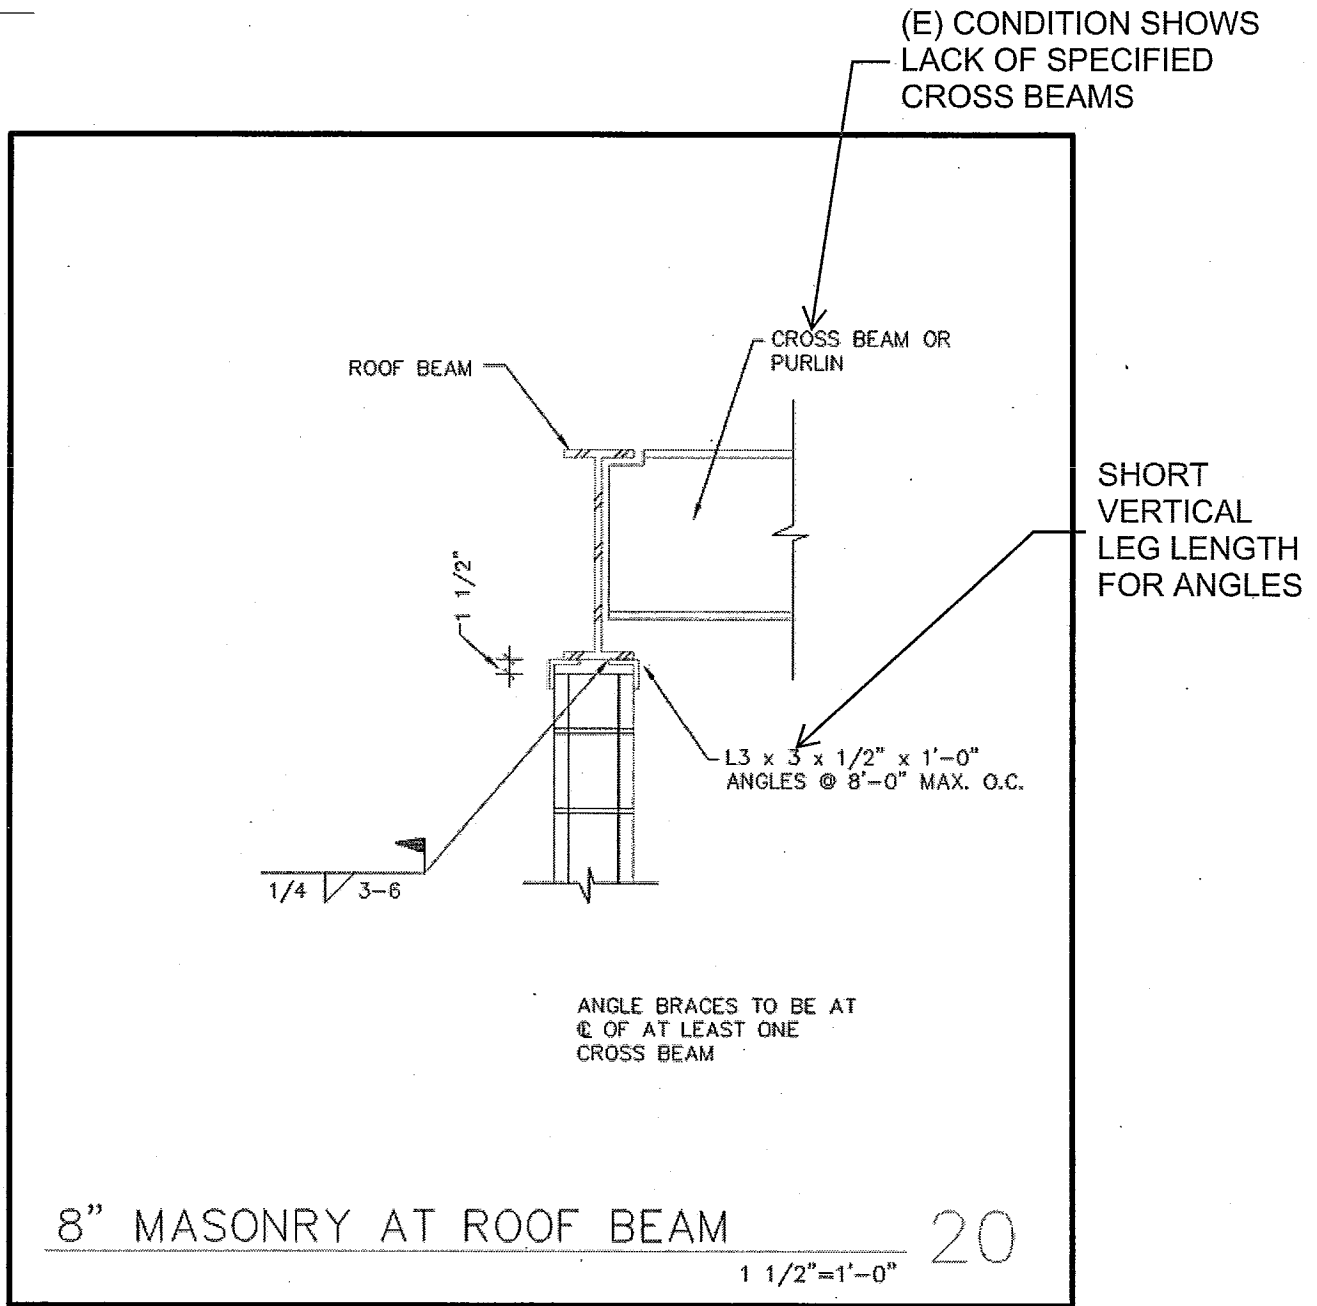 (E) CONDITION SHOWS
LACK OF SPECIFIED
CROSS BEAMS
CROSS BEAM OR
PURLIN
ROOF BEAM
SHORT
VERTICAL
LEG LENGTH
FOR ANGLES
1 1/2"
L3 x 3 x 1/2" x 1'-0"
ANGLES @ 8'-0" MAX. O.C.
1/4 3-6
ANGLE BRACES TO BE AT
℄ OF AT LEAST ONE
CROSS BEAM
8" MASONRY AT ROOF BEAM 20
1 1/2"=1'-0"